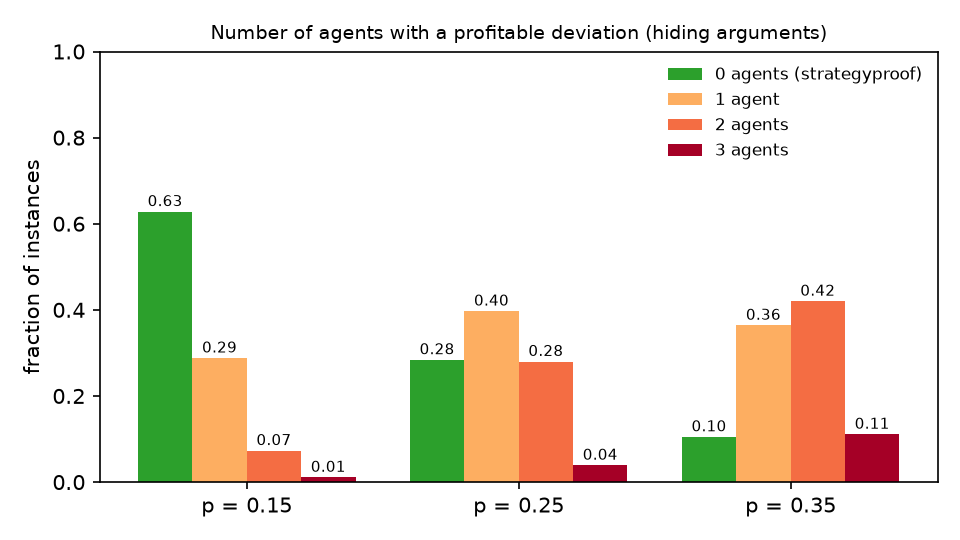 Number of agents with a profitable deviation (hiding arguments)
fraction of instances
1.0
0.8
0.6
0.4
0.2
0.0
0 agents (strategyproof)
1 agent
2 agents
3 agents
0.63
0.29
0.07
0.01
0.28
0.40
0.28
0.04
0.10
0.36
0.42
0.11
p = 0.15
p = 0.25
p = 0.35